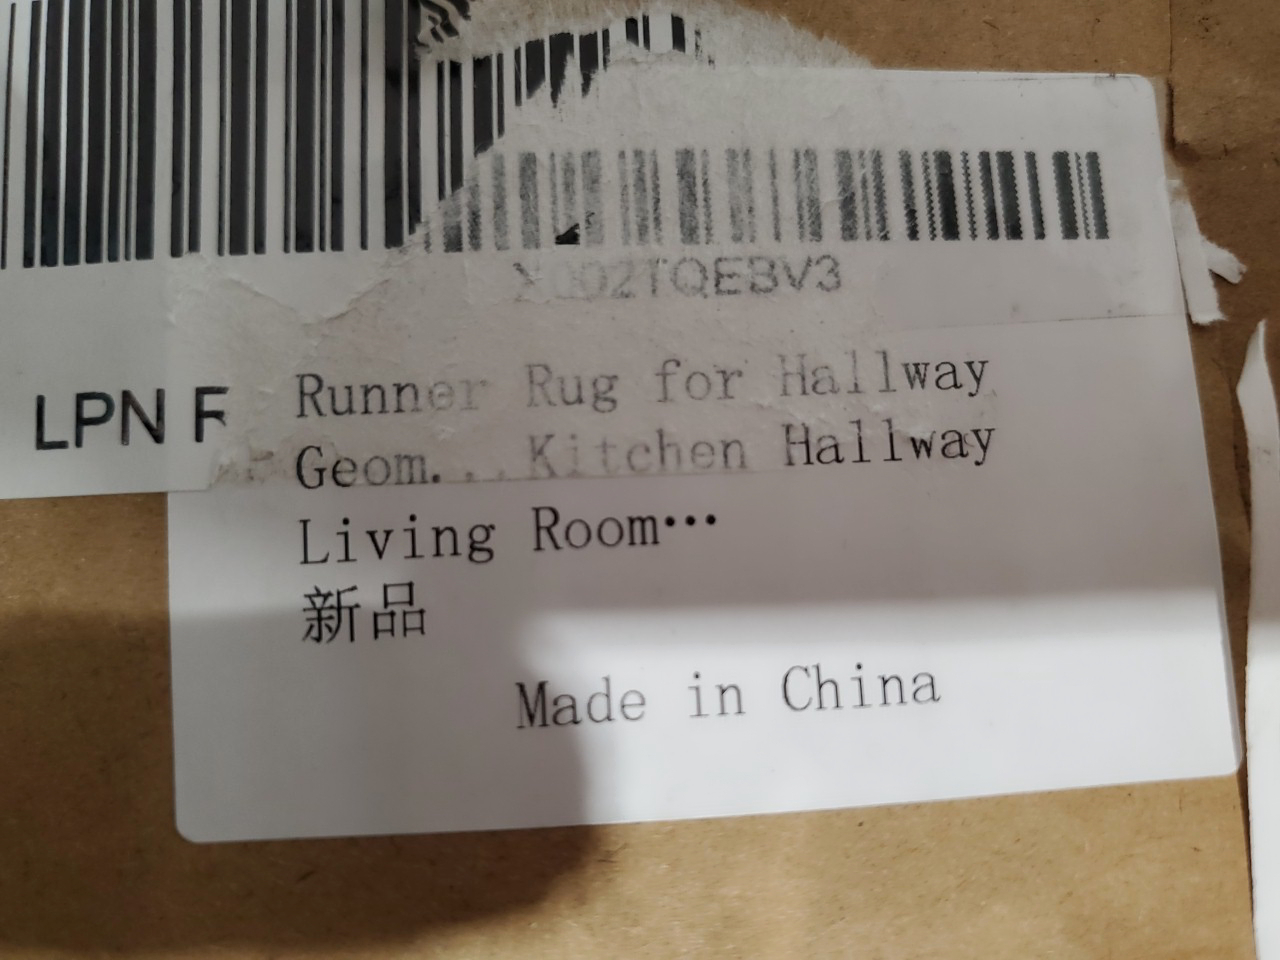 X002TQEBV3
LPN
Runner Rug for Hallway
Geom... Kitchen Hallway
Living Room···
新品
Made in China